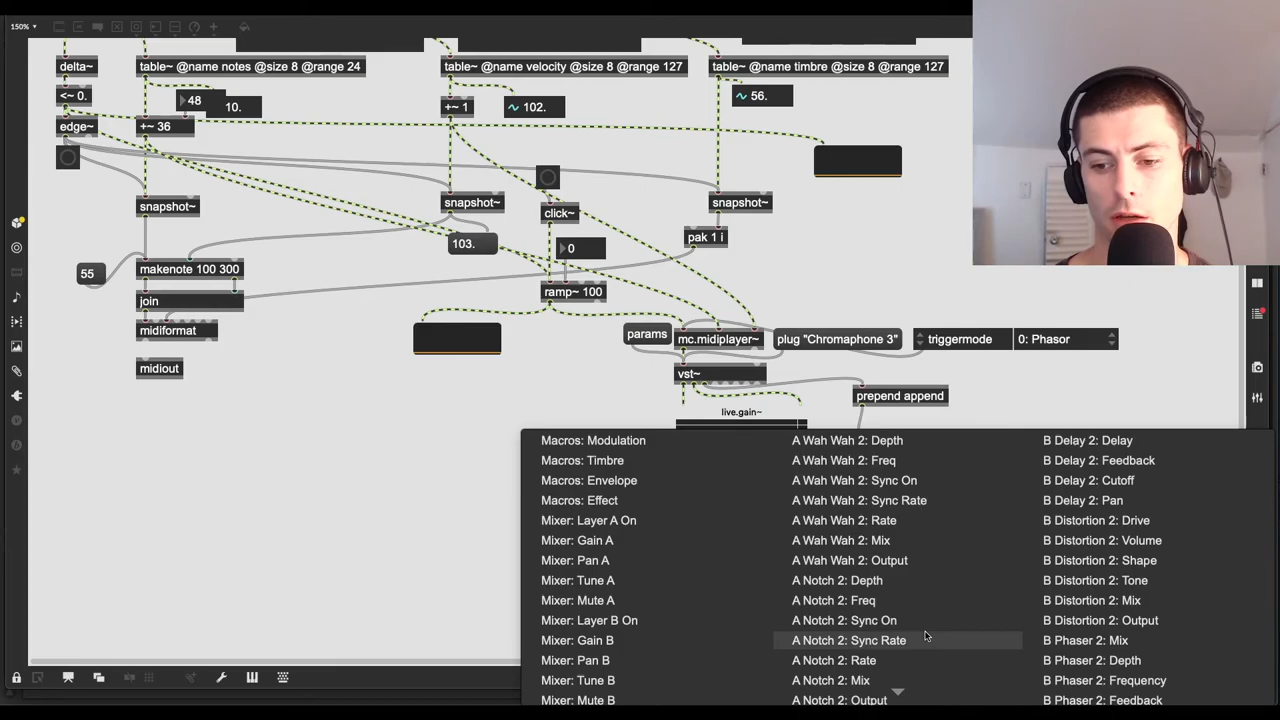 150%
delta~
table~ @name notes @size 8 @range 24
table~ @name velocity @size 8 @range 127
table~ @name timbre @size 8 @range 127
<~ 0.
48
10.
+~ 1
102.
56.
edge~
+~ 36
snapshot~
snapshot~
snapshot~
click~
103.
0
pak 1 i
55
makenote 100 300
ramp~ 100
join
midiformat
params
mc.midiplayer~
plug "Chromaphone 3"
triggermode
0: Phasor
midiout
vst~
prepend append
live.gain~
Macros: Modulation
Macros: Timbre
Macros: Envelope
Macros: Effect
Mixer: Layer A On
Mixer: Gain A
Mixer: Pan A
Mixer: Tune A
Mixer: Mute A
Mixer: Layer B On
Mixer: Gain B
Mixer: Pan B
Mixer: Tune B
Mixer: Mute B
A Wah Wah 2: Depth
A Wah Wah 2: Freq
A Wah Wah 2: Sync On
A Wah Wah 2: Sync Rate
A Wah Wah 2: Rate
A Wah Wah 2: Mix
A Wah Wah 2: Output
A Notch 2: Depth
A Notch 2: Freq
A Notch 2: Sync On
A Notch 2: Sync Rate
A Notch 2: Rate
A Notch 2: Mix
A Notch 2: Output
B Delay 2: Delay
B Delay 2: Feedback
B Delay 2: Cutoff
B Delay 2: Pan
B Distortion 2: Drive
B Distortion 2: Volume
B Distortion 2: Shape
B Distortion 2: Tone
B Distortion 2: Mix
B Distortion 2: Output
B Phaser 2: Mix
B Phaser 2: Depth
B Phaser 2: Frequency
B Phaser 2: Feedback